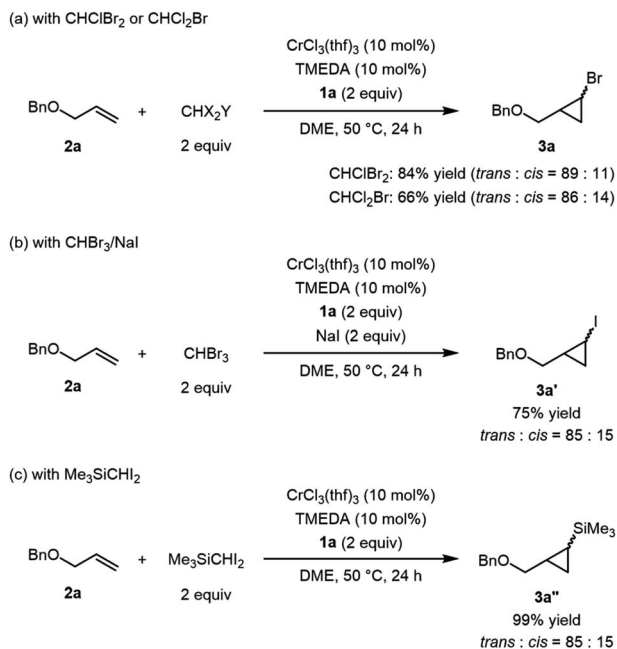 (a) with CHClBr2 or CHCl2Br
CrCl3(thf)3 (10 mol%)
TMEDA (10 mol%)
1a (2 equiv)
DME, 50 °C, 24 h
BnO
2a
+
CHX2Y
2 equiv
Br
BnO
3a
CHClBr2: 84% yield (trans : cis = 89 : 11)
CHCl2Br: 66% yield (trans : cis = 86 : 14)
(b) with CHBr3/NaI
CrCl3(thf)3 (10 mol%)
TMEDA (10 mol%)
1a (2 equiv)
NaI (2 equiv)
DME, 50 °C, 24 h
BnO
2a
+
CHBr3
2 equiv
I
BnO
3a'
75% yield
trans : cis = 85 : 15
(c) with Me3SiCHI2
CrCl3(thf)3 (10 mol%)
TMEDA (10 mol%)
1a (2 equiv)
DME, 50 °C, 24 h
BnO
2a
+
Me3SiCHI2
2 equiv
SiMe3
BnO
3a"
99% yield
trans : cis = 85 : 15